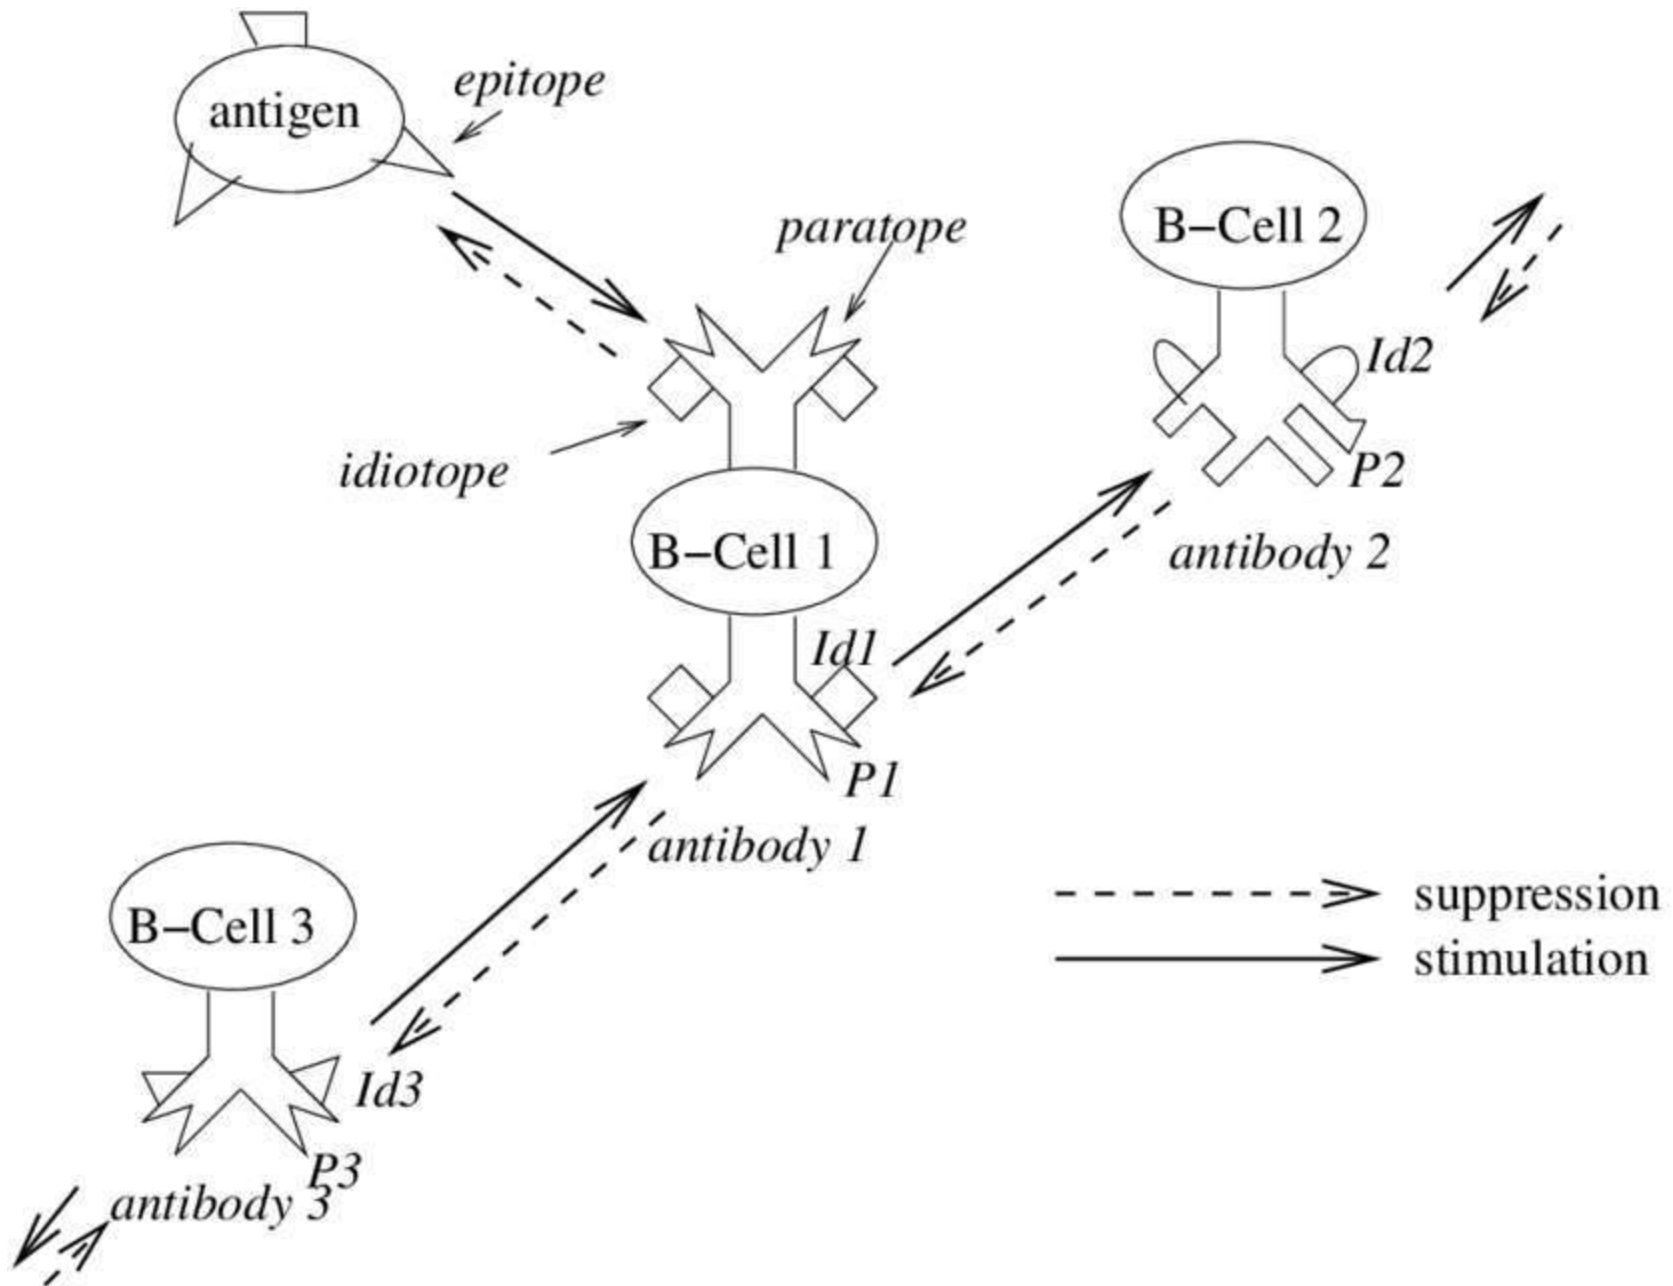 antigen
epitope
paratope
B–Cell 2
Id2
P2
idiotope
B–Cell 1
antibody 2
Id1
P1
antibody 1
B–Cell 3
suppression
stimulation
Id3
P3
antibody 3